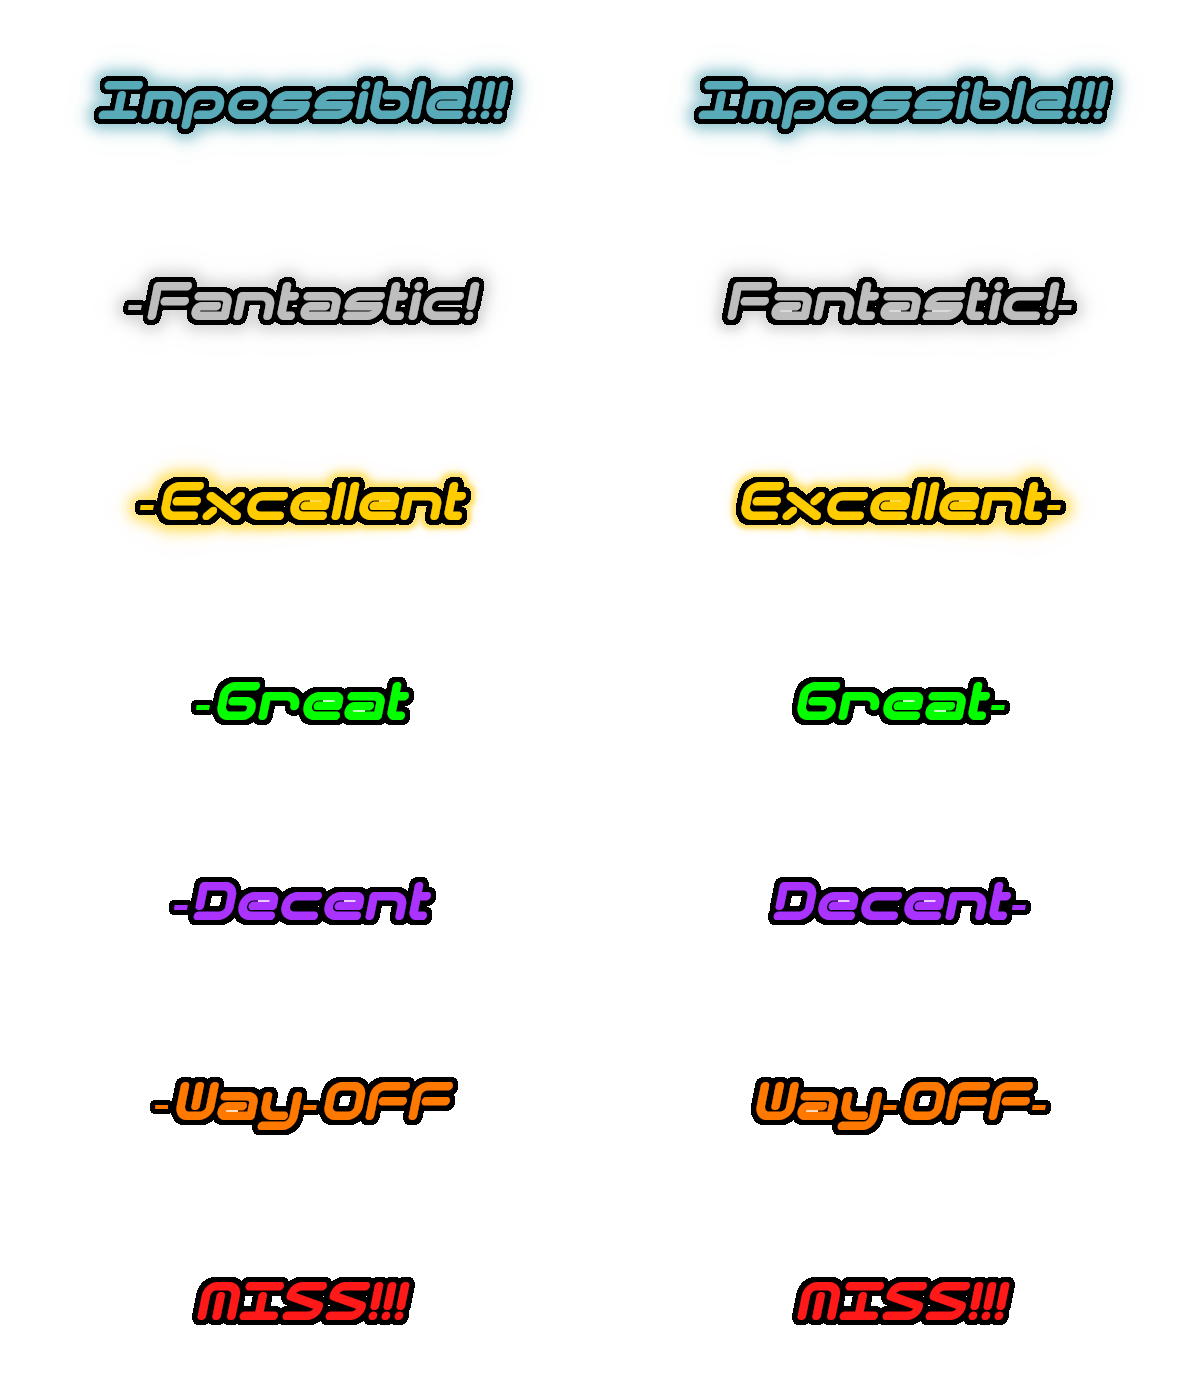 Impossible!!! Impossible!!!
-Fantastic! Fantastic!-
-Excellent Excellent-
-Great Great-
-Decent Decent-
-Way-OFF Way-OFF-
MISS!!! MISS!!!